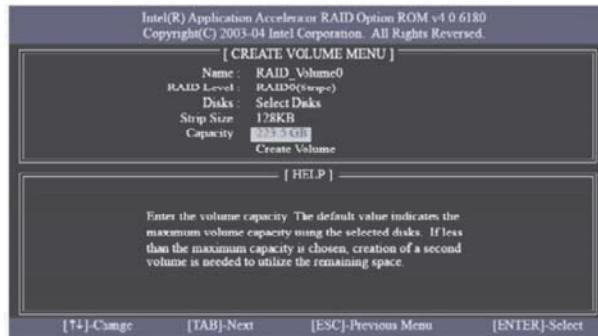 Intel(R) Application Accelerator RAID Option ROM v4 0 6180
Copyright(C) 2003-04 Intel Corporation. All Rights Reversed.
[ CREATE VOLUME MENU ]
Name : RAID_Volume0
RAID Level : RAID0(Stripe)
Disks : Select Disks
Strip Size 128KB
Capacity 223.5 GB
Create Volume
[ HELP ]
Enter the volume capacity. The default value indicates the
maximum volume capacity using the selected disks. If less
than the maximum capacity is chosen, creation of a second
volume is needed to utilize the remaining space.
[↑↓]-Change [TAB]-Next [ESC]-Previous Menu [ENTER]-Select